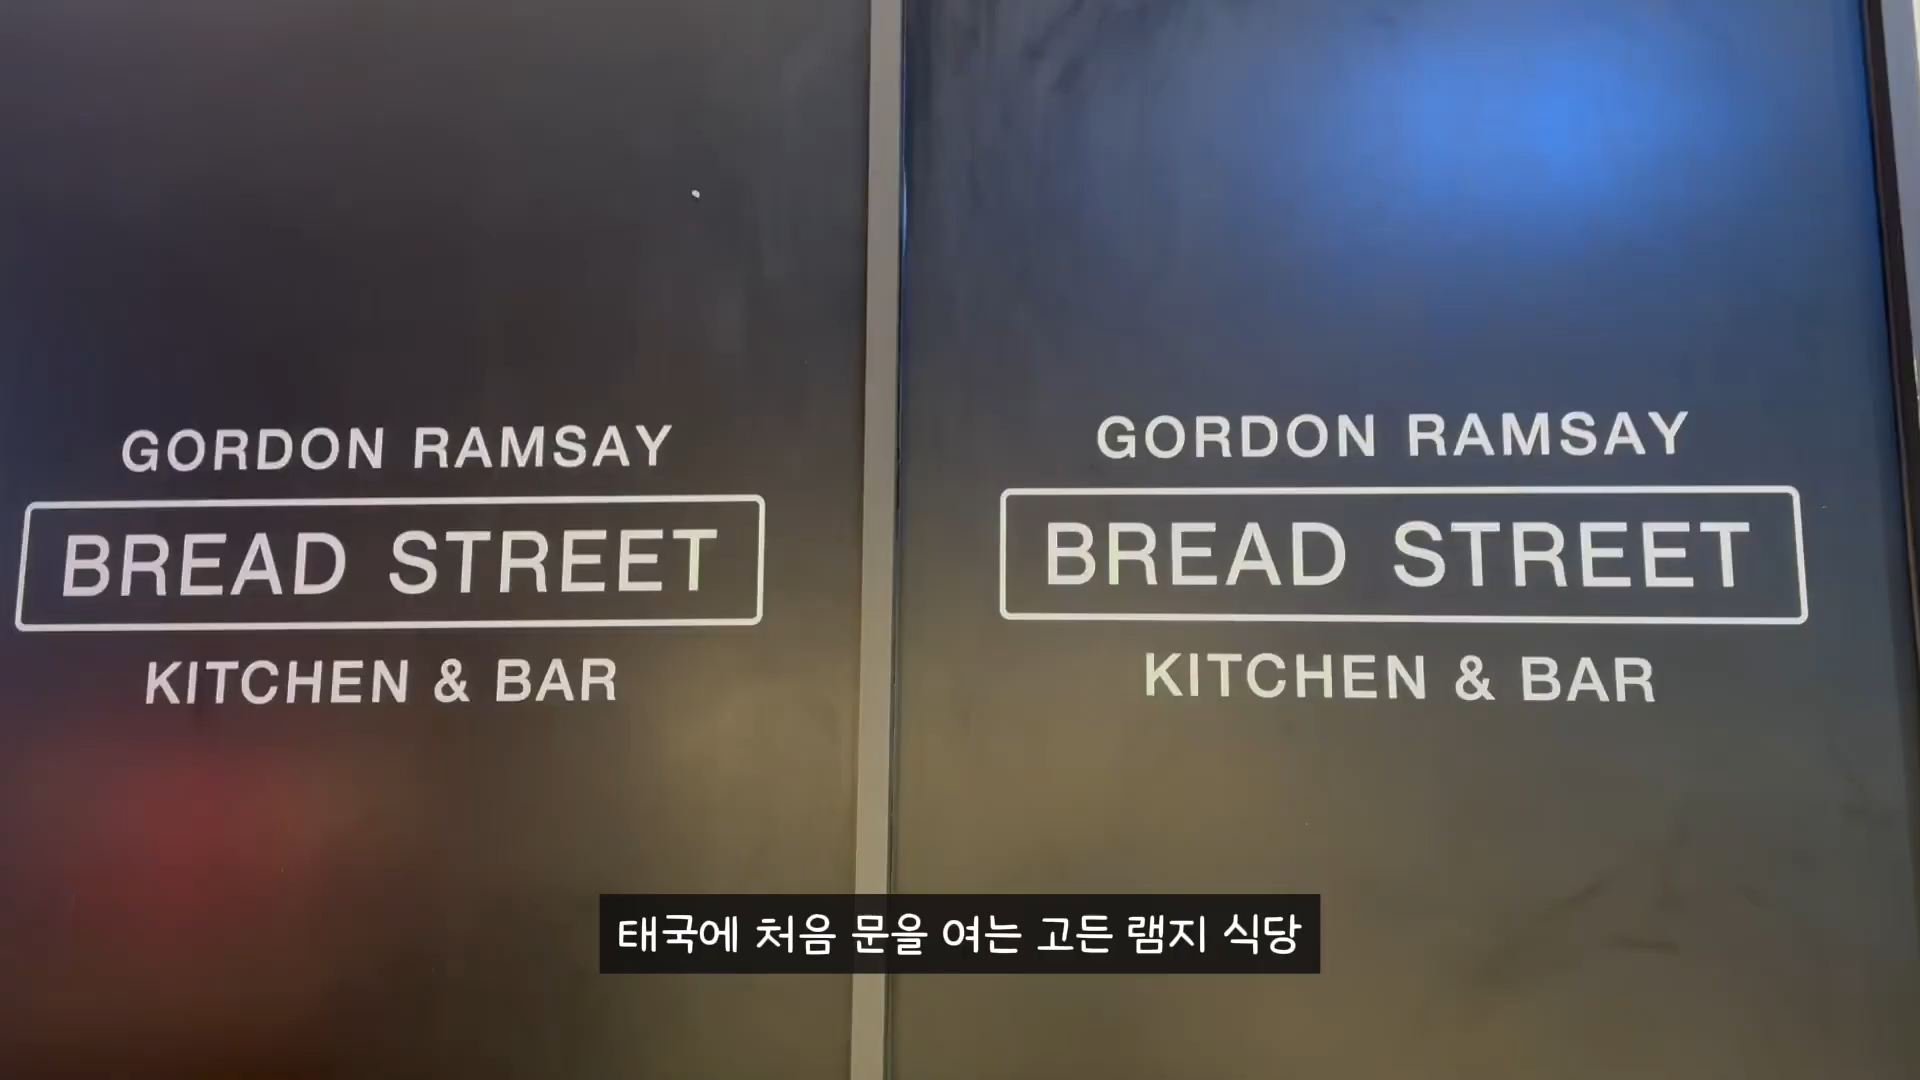 GORDON RAMSAY
BREAD STREET
KITCHEN & BAR
GORDON RAMSAY
BREAD STREET
KITCHEN & BAR
태국에 처음 문을 여는 고든 램지 식당